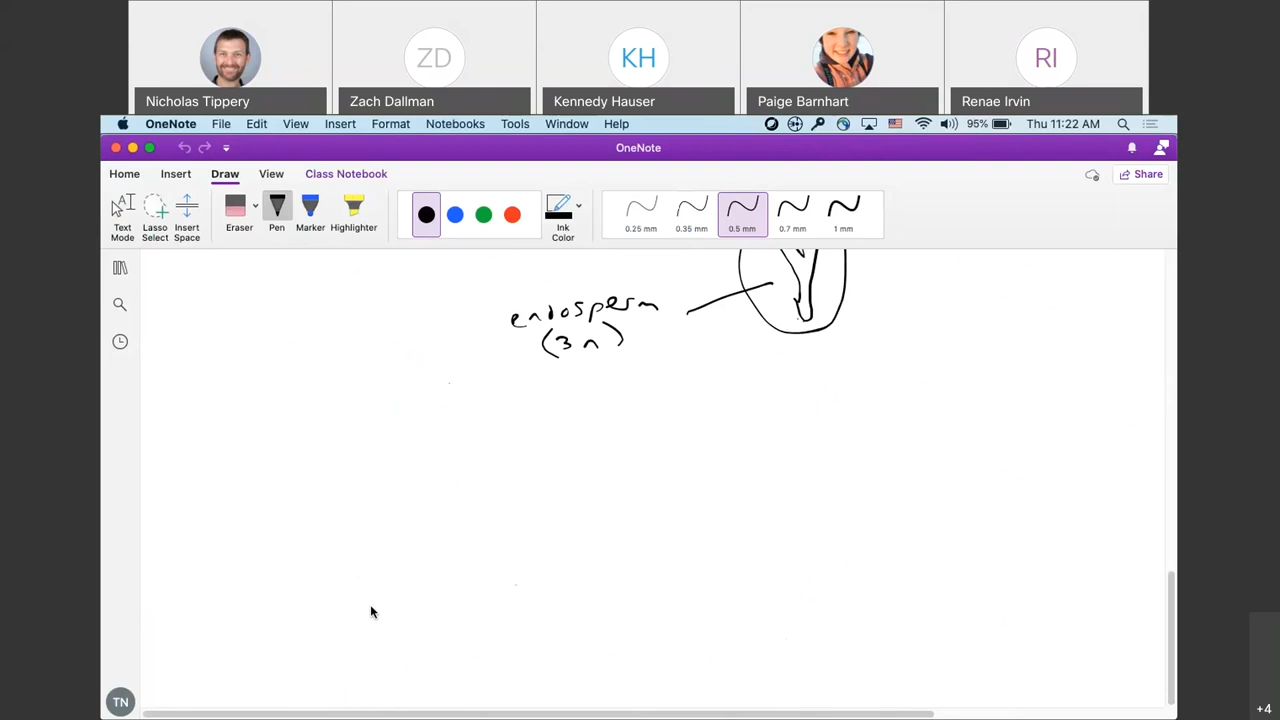 ZD
KH
RI
Nicholas Tippery
Zach Dallman
Kennedy Hauser
Paige Barnhart
Renae Irvin
OneNote File Edit View Insert Format Notebooks Tools Window Help 95% Thu 11:22 AM
OneNote
Home Insert Draw View Class Notebook Share
Text Mode
Lasso Select
Insert Space
Eraser
Pen
Marker
Highlighter
Ink Color
0.25 mm
0.35 mm
0.5 mm
0.7 mm
1 mm
endosperm
(3n)
TN
+4